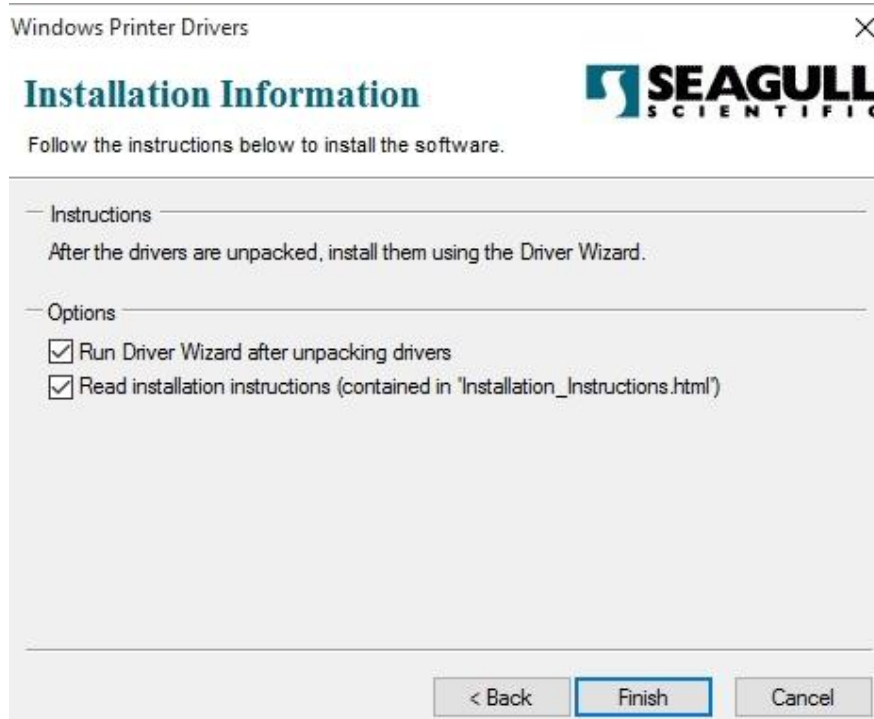 Windows Printer Drivers
Installation Information
SEAGULL
SCIENTIFIC
Follow the instructions below to install the software.
Instructions
After the drivers are unpacked, install them using the Driver Wizard.
Options
Run Driver Wizard after unpacking drivers
Read installation instructions (contained in 'Installation_Instructions.html')
< Back Finish Cancel